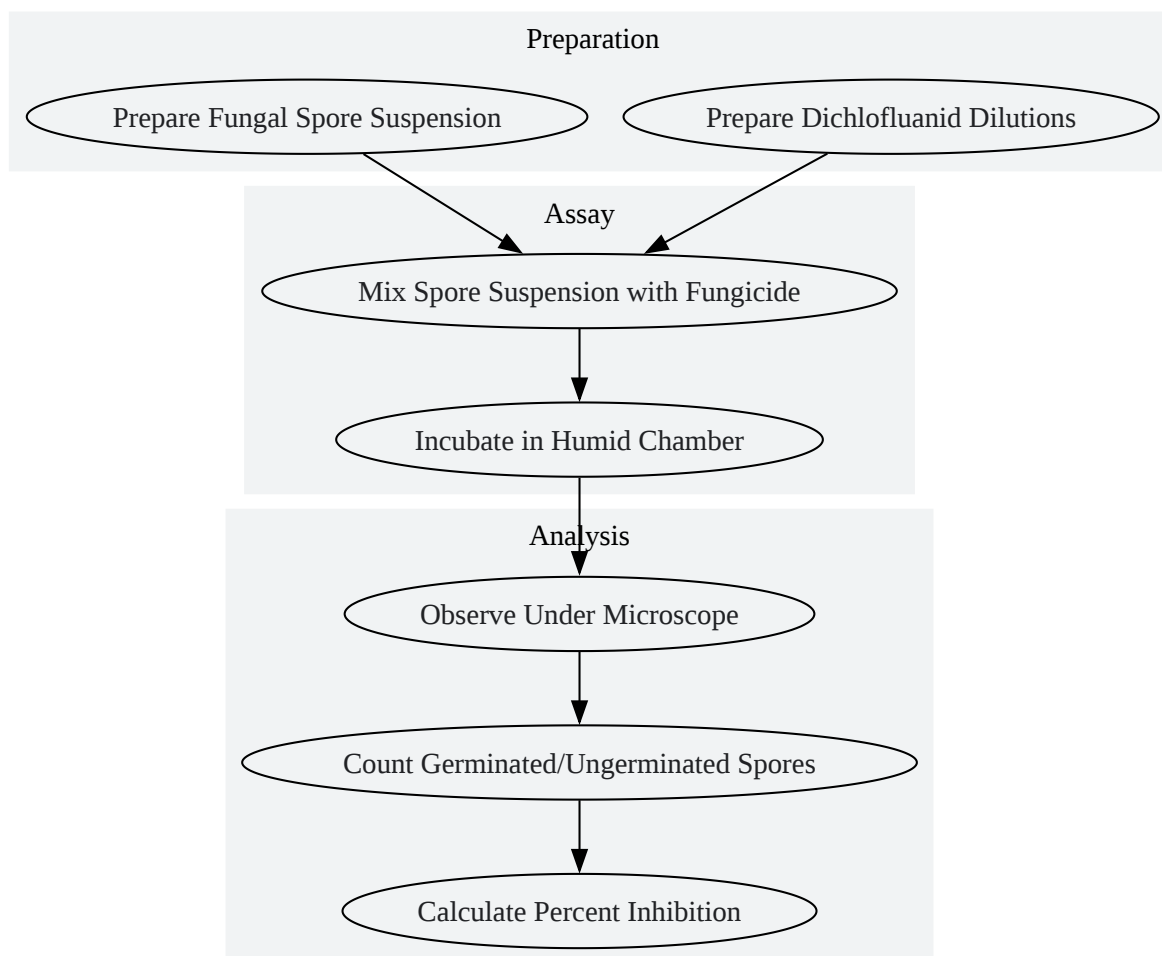 Preparation
Prepare Fungal Spore Suspension
Prepare Dichlofluanid Dilutions
Assay
Mix Spore Suspension with Fungicide
Incubate in Humid Chamber
Analysis
Observe Under Microscope
Count Germinated/Ungerminated Spores
Calculate Percent Inhibition